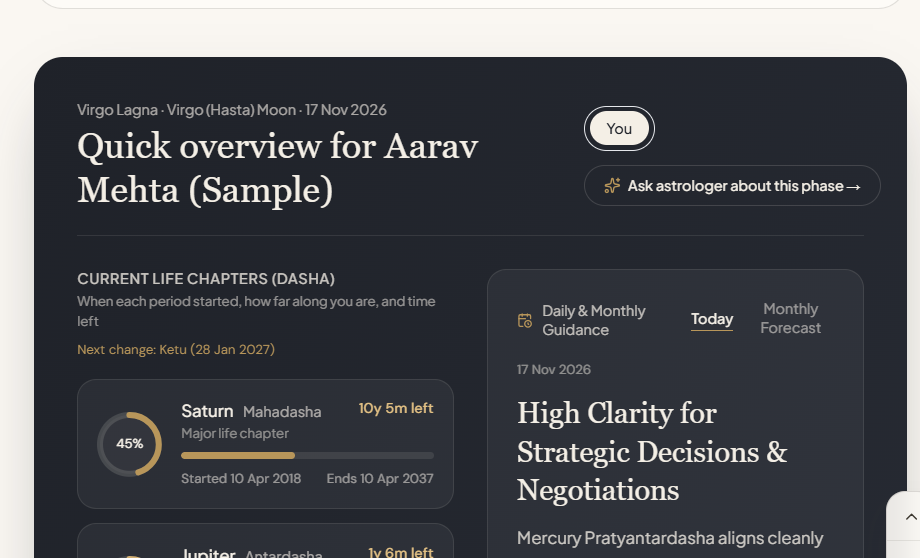 Virgo Lagna · Virgo (Hasta) Moon · 17 Nov 2026
Quick overview for Aarav
Mehta (Sample)
You
Ask astrologer about this phase →
CURRENT LIFE CHAPTERS (DASHA)
When each period started, how far along you are, and time
left
Next change: Ketu (28 Jan 2027)
45%
Saturn Mahadasha
10y 5m left
Major life chapter
Started 10 Apr 2018
Ends 10 Apr 2037
Jupiter Antardasha
1y 6m left
Daily & Monthly
Guidance
Today
Monthly
Forecast
17 Nov 2026
High Clarity for
Strategic Decisions &
Negotiations
Mercury Pratyantardasha aligns cleanly